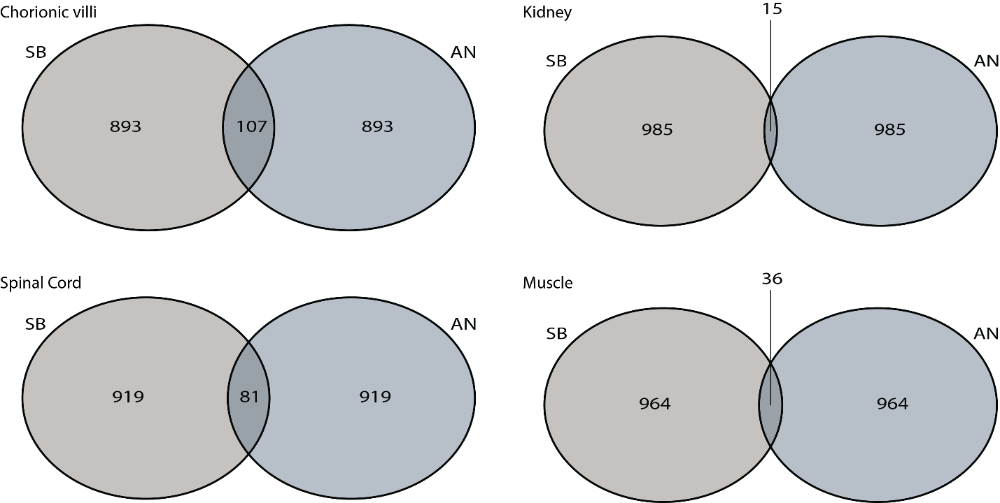 Chorionic villi
SB
AN
893
107
893
Kidney
15
SB
AN
985
985
Spinal Cord
SB
AN
919
81
919
Muscle
36
SB
AN
964
964